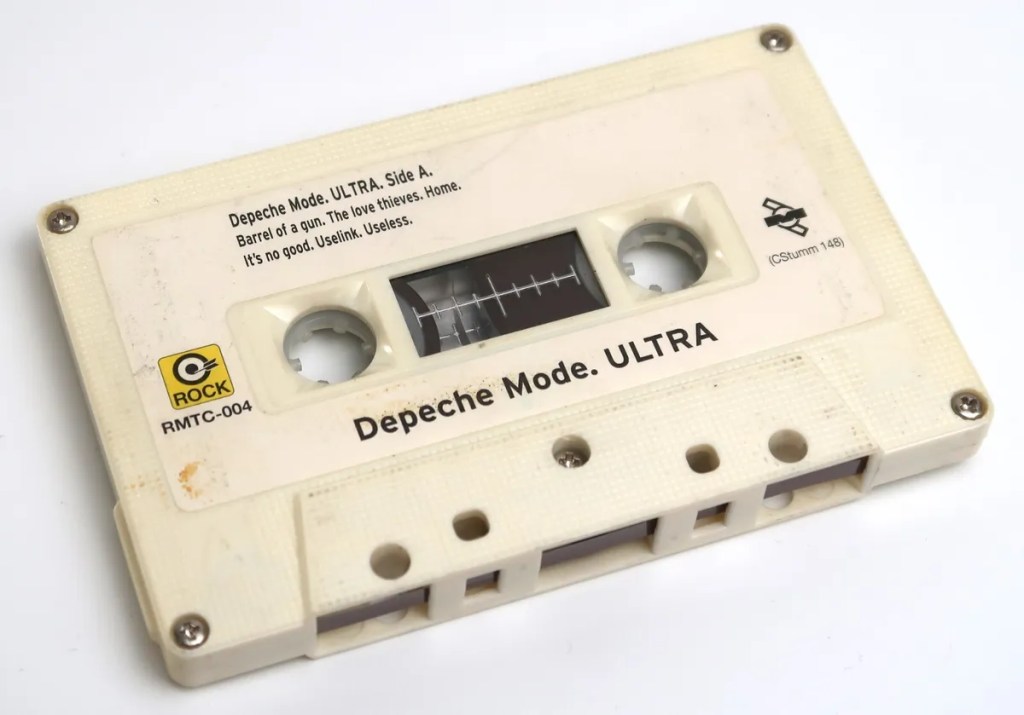 Depeche Mode. ULTRA. Side A.
Barrel of a gun. The love thieves. Home.
It's no good. Uselink. Useless.
(CStumm 148)
ROCK
RMTC-004
Depeche Mode. ULTRA